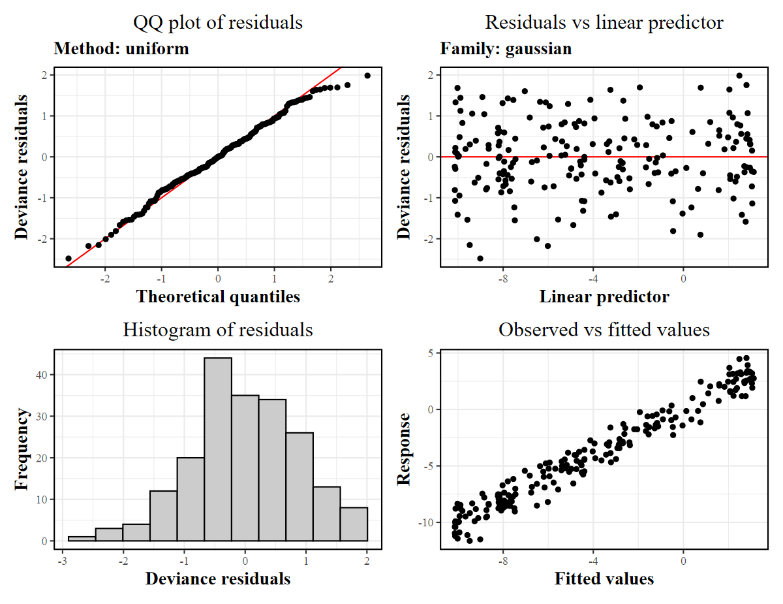 QQ plot of residuals
Method: uniform
Deviance residuals
2
1
0
-1
-2
-2 -1 0 1 2
Theoretical quantiles
Residuals vs linear predictor
Family: gaussian
Deviance residuals
2
1
0
-1
-2
-8 -4 0
Linear predictor
Histogram of residuals
Frequency
40
30
20
10
0
-3 -2 -1 0 1 2
Deviance residuals
Observed vs fitted values
Response
5
0
-5
-10
-8 -4 0
Fitted values